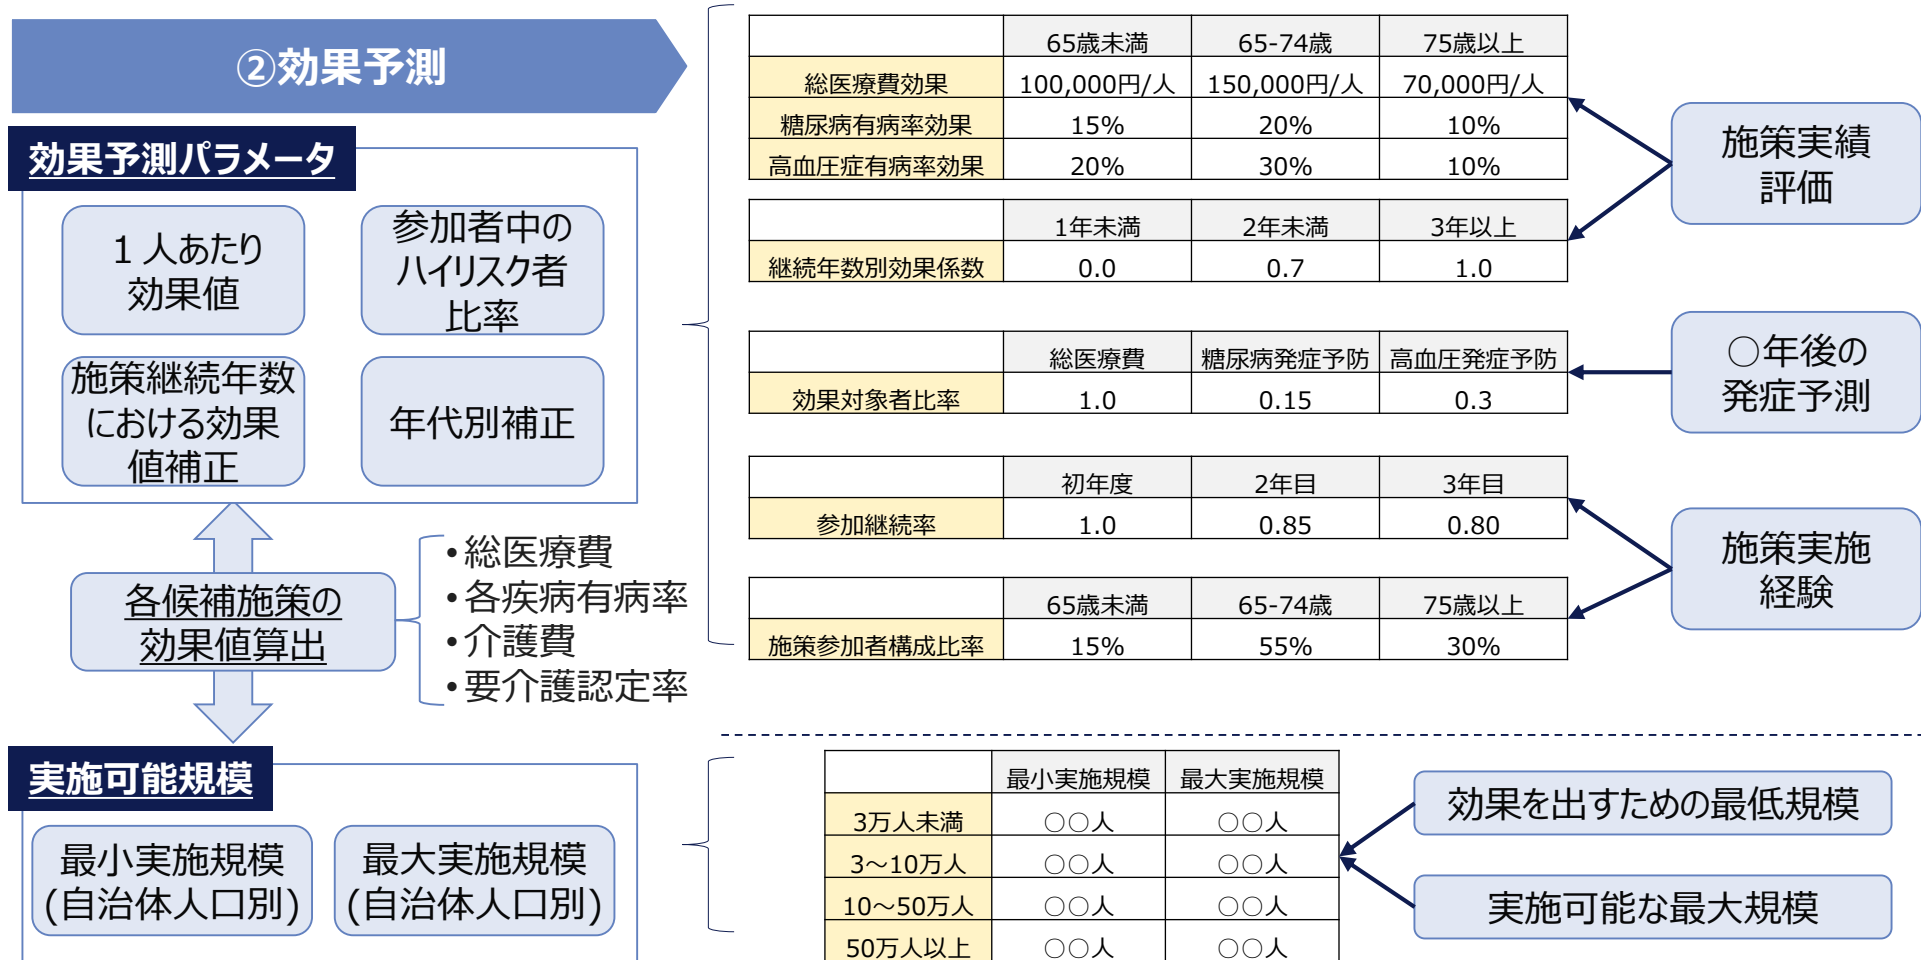 ②効果予測
効果予測パラメータ
１人あたり
効果値
参加者中の
ハイリスク者
比率
施策継続年数
における効果
値補正
年代別補正
各候補施策の
効果値算出
•総医療費
•各疾病有病率
•介護費
•要介護認定率
実施可能規模
最小実施規模
(自治体人口別)
最大実施規模
(自治体人口別)
65歳未満 65-74歳 75歳以上
総医療費効果 100,000円/人 150,000円/人 70,000円/人
糖尿病有病率効果 15% 20% 10%
高血圧症有病率効果 20% 30% 10%
1年未満 2年未満 3年以上
継続年数別効果係数 0.0 0.7 1.0
総医療費 糖尿病発症予防 高血圧発症予防
効果対象者比率 1.0 0.15 0.3
初年度 2年目 3年目
参加継続率 1.0 0.85 0.80
65歳未満 65-74歳 75歳以上
施策参加者構成比率 15% 55% 30%
施策実績
評価
○年後の
発症予測
施策実施
経験
最小実施規模 最大実施規模
3万人未満 ○○人 ○○人
3～10万人 ○○人 ○○人
10～50万人 ○○人 ○○人
50万人以上 ○○人 ○○人
効果を出すための最低規模
実施可能な最大規模